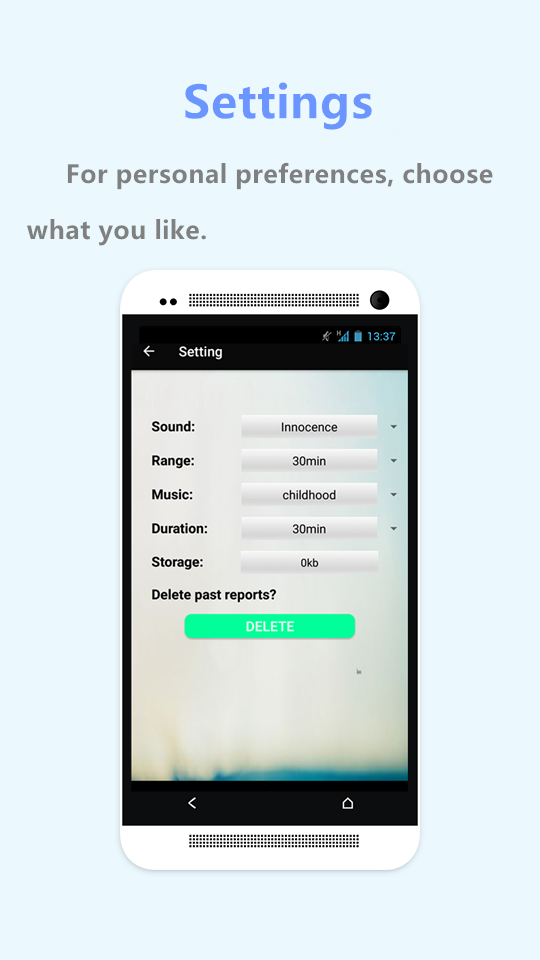 Settings
For personal preferences, choose
what you like.
H 13:37
Setting
Sound: Innocence
Range: 30min
Music: childhood
Duration: 30min
Storage: 0kb
Delete past reports?
DELETE